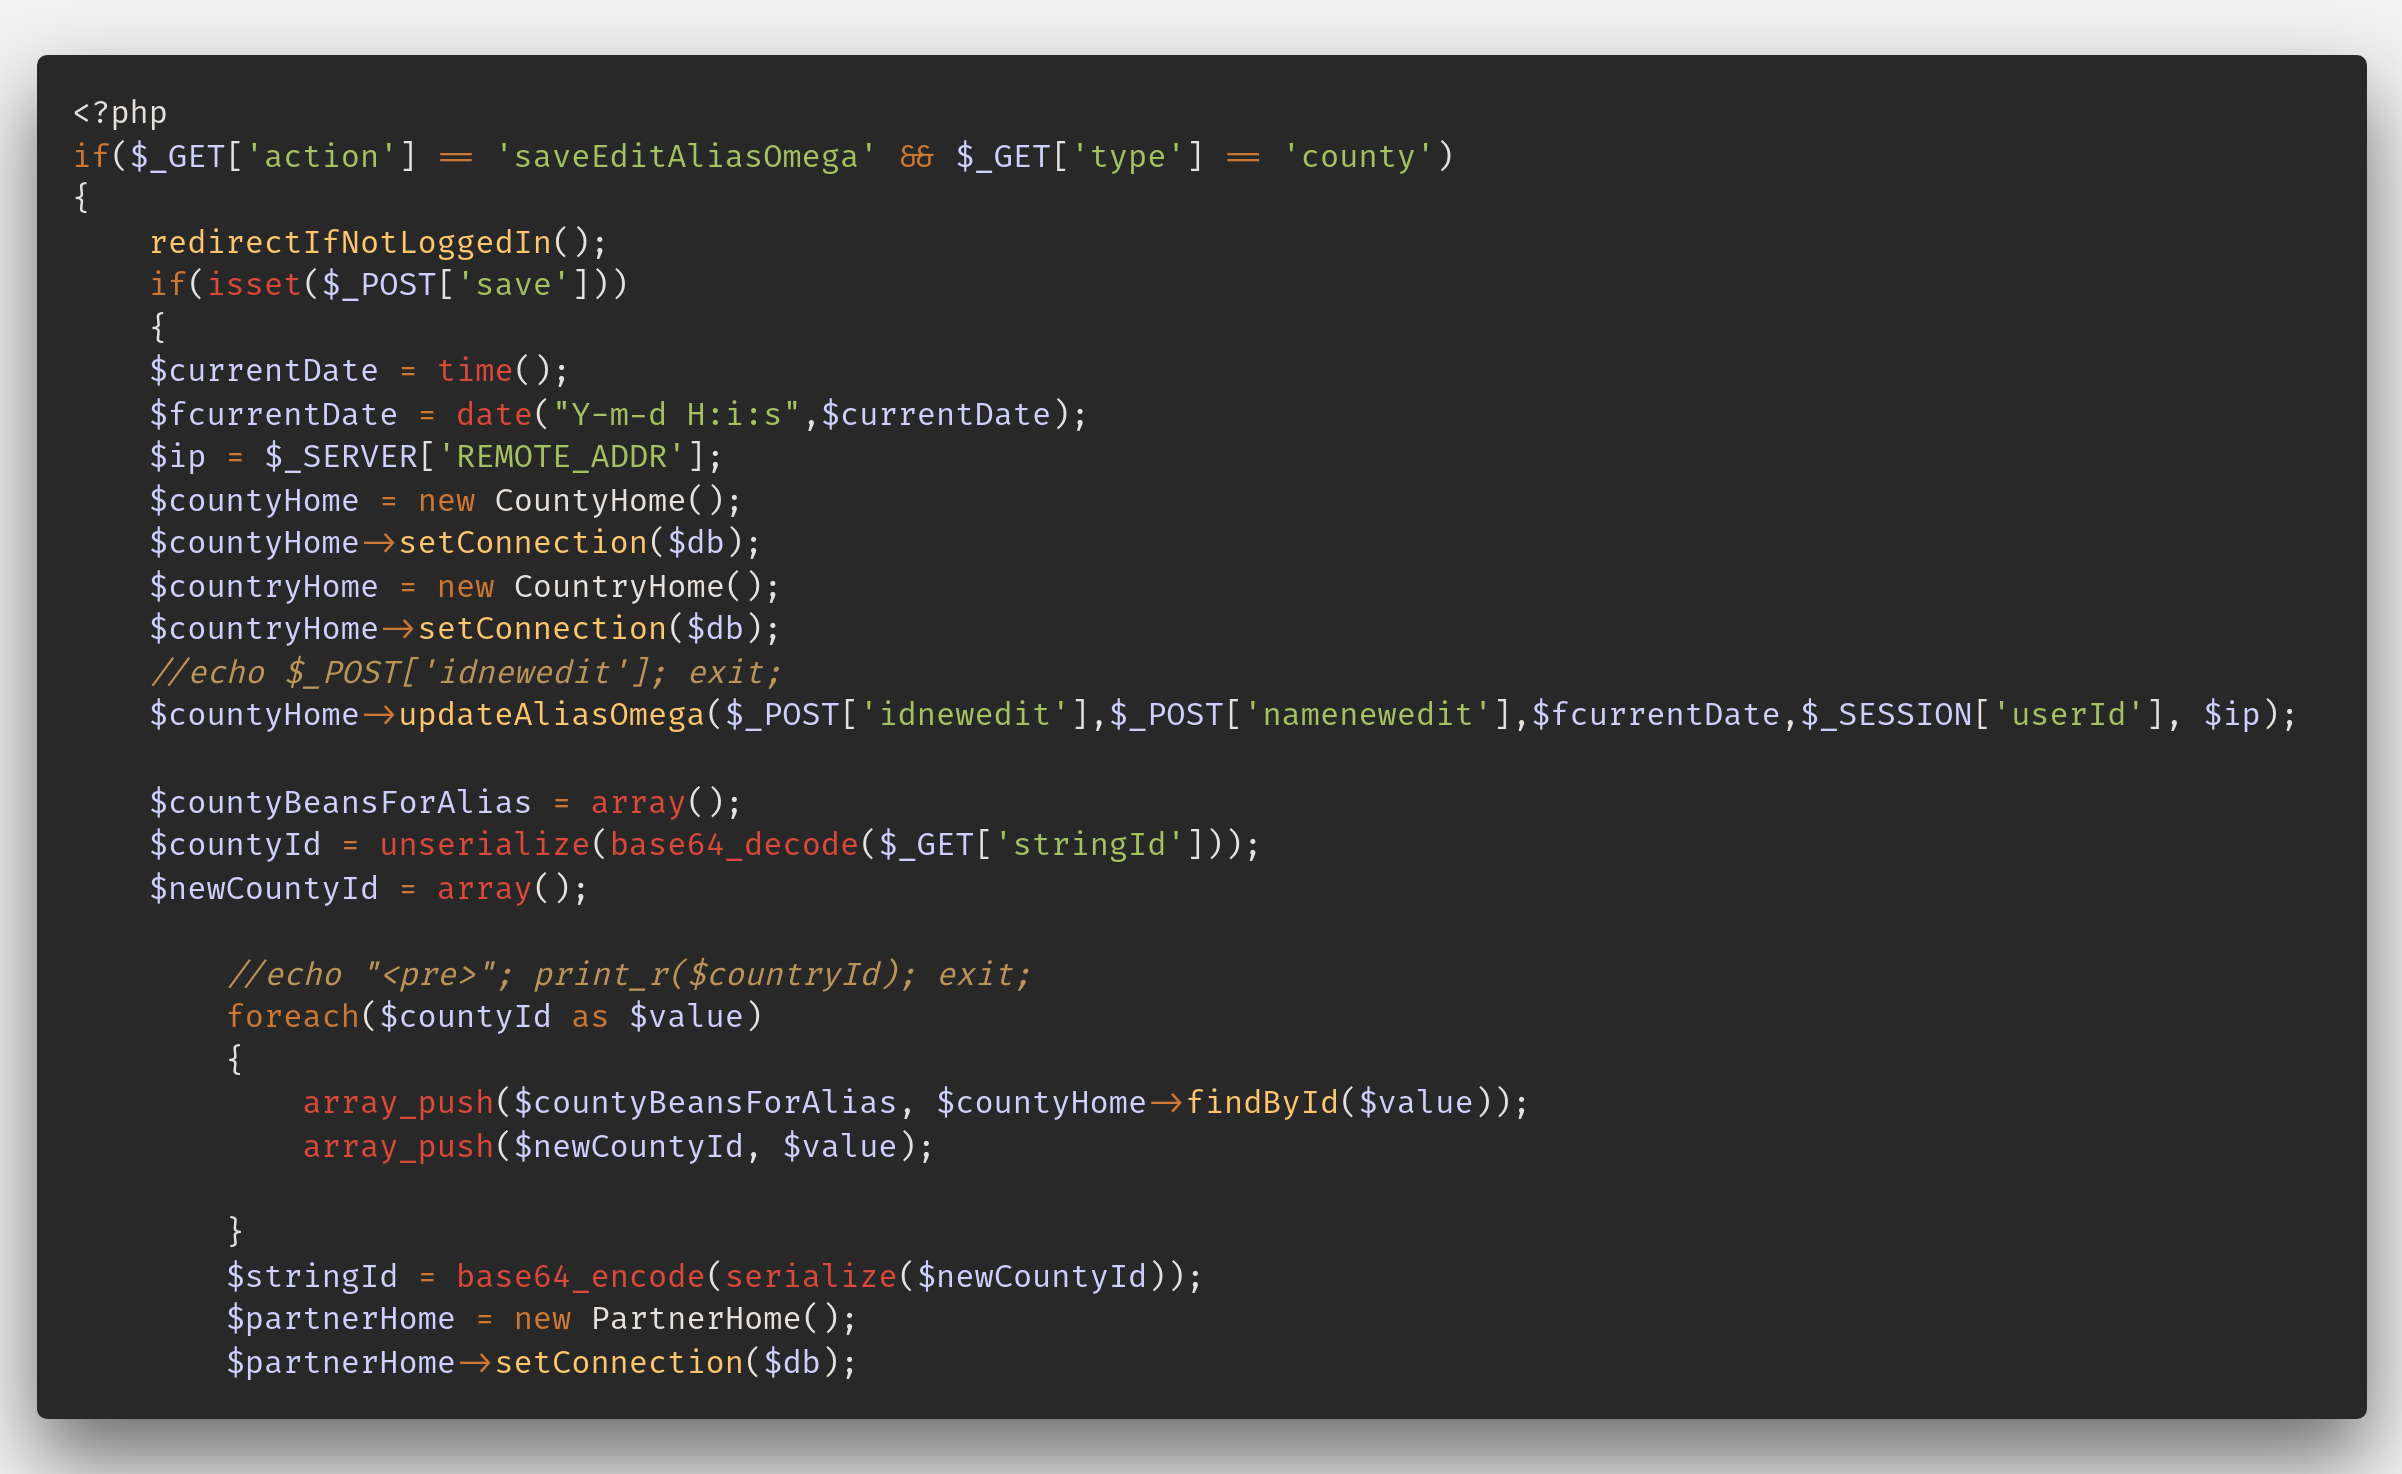 <?php
if($_GET['action'] == 'saveEditAliasOmega' && $_GET['type'] == 'county')
{
    redirectIfNotLoggedIn();
    if(isset($_POST['save']))
    {
    $currentDate = time();
    $fcurrentDate = date("Y-m-d H:i:s",$currentDate);
    $ip = $_SERVER['REMOTE_ADDR'];
    $countyHome = new CountyHome();
    $countyHome->setConnection($db);
    $countryHome = new CountryHome();
    $countryHome->setConnection($db);
    //echo $_POST['idnewedit']; exit;
    $countyHome->updateAliasOmega($_POST['idnewedit'],$_POST['namenewedit'],$fcurrentDate,$_SESSION['userId'], $ip);

    $countyBeansForAlias = array();
    $countyId = unserialize(base64_decode($_GET['stringId']));
    $newCountyId = array();

        //echo "<pre>"; print_r($countryId); exit;
        foreach($countyId as $value)
        {
            array_push($countyBeansForAlias, $countyHome->findById($value));
            array_push($newCountyId, $value);

        }
        $stringId = base64_encode(serialize($newCountyId));
        $partnerHome = new PartnerHome();
        $partnerHome->setConnection($db);